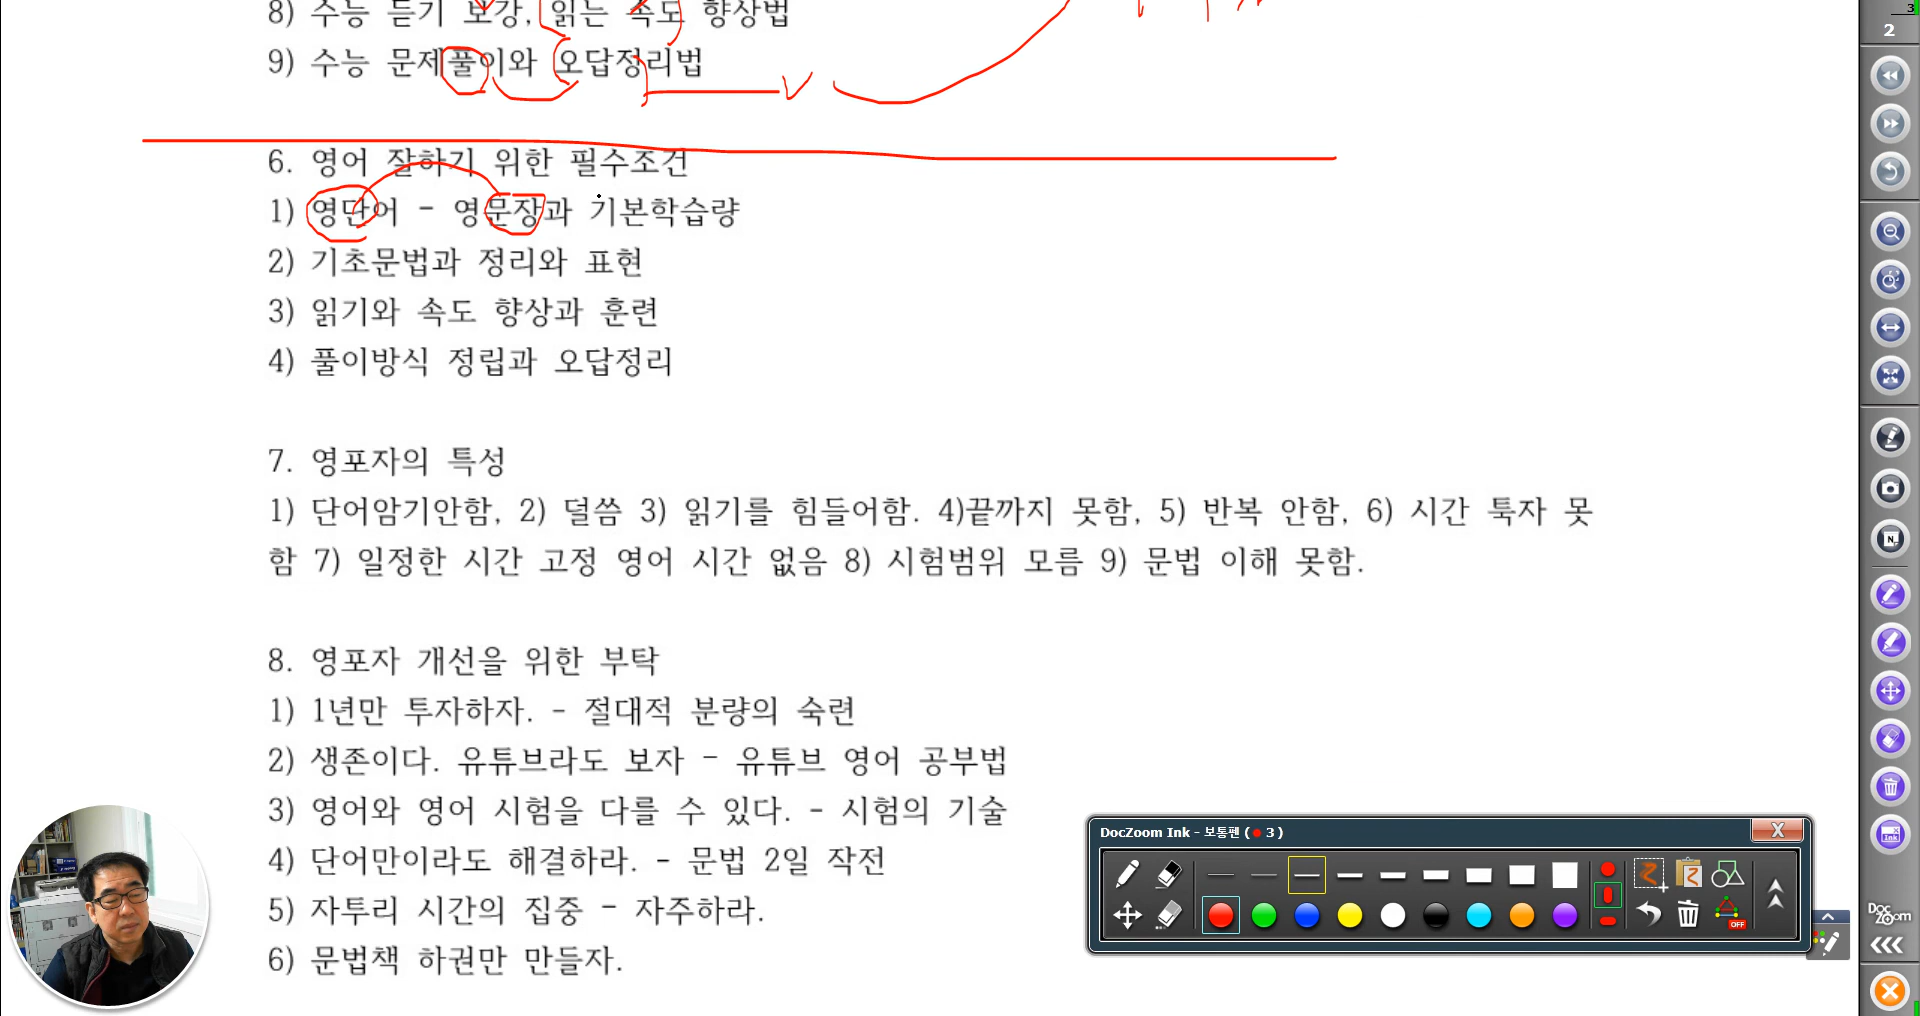 8) 수능 듣기 보강, 읽는 속도 향상법
9) 수능 문제풀이와 오답정리법
6. 영어 잘하기 위한 필수조건
1) 영단어 - 영문장과 기본학습량
2) 기초문법과 정리와 표현
3) 읽기와 속도 향상과 훈련
4) 풀이방식 정립과 오답정리
7. 영포자의 특성
1) 단어암기안함, 2) 덜씀 3) 읽기를 힘들어함. 4)끝까지 못함, 5) 반복 안함, 6) 시간 툭자 못
함 7) 일정한 시간 고정 영어 시간 없음 8) 시험범위 모름 9) 문법 이해 못함.
8. 영포자 개선을 위한 부탁
1) 1년만 투자하자. - 절대적 분량의 숙련
2) 생존이다. 유튜브라도 보자 - 유튜브 영어 공부법
3) 영어와 영어 시험을 다를 수 있다. - 시험의 기술
4) 단어만이라도 해결하라. - 문법 2일 작전
5) 자투리 시간의 집중 - 자주하라.
6) 문법책 하권만 만들자.
DocZoom Ink - 보통펜 ( 3 )
X
OFF
3
2
N
Ink
Doc
Zoom